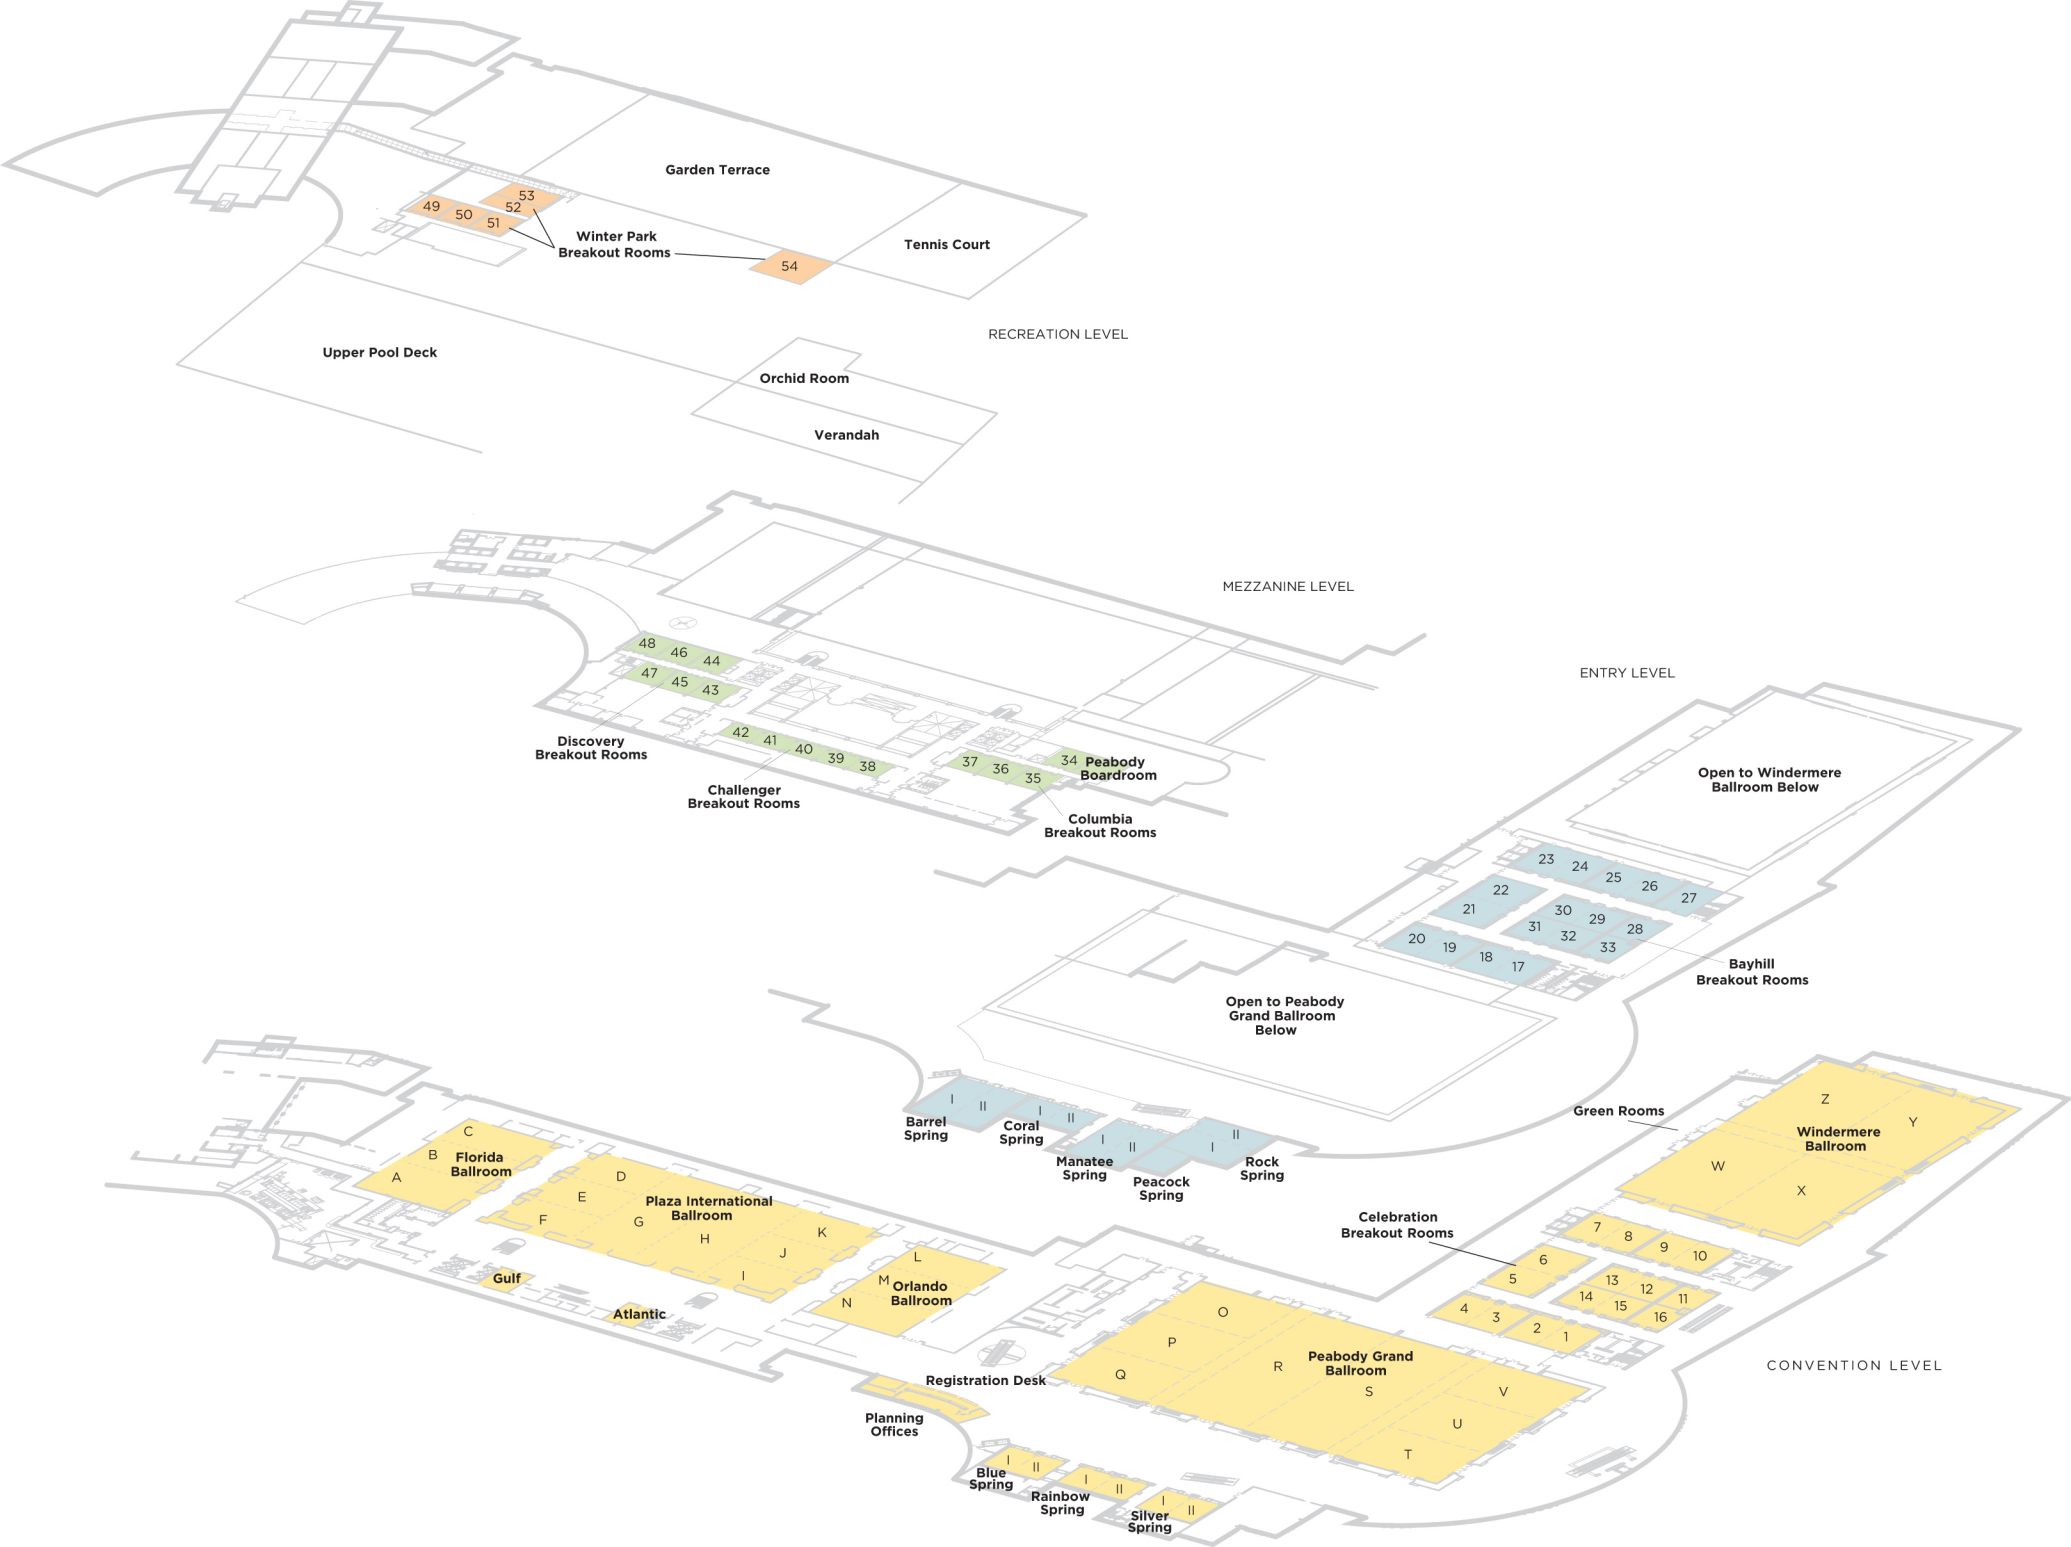 Garden Terrace
53
52
49
50
51
Winter Park
Breakout Rooms
Tennis Court
54
RECREATION LEVEL
Upper Pool Deck
Orchid Room
Verandah
MEZZANINE LEVEL
48
46
44
47
45
43
Discovery
Breakout Rooms
42
41
40
39
38
Challenger
Breakout Rooms
37
36
35
34
Peabody
Boardroom
Columbia
Breakout Rooms
ENTRY LEVEL
Open to Windermere
Ballroom Below
23
24
25
26
27
22
21
30
29
28
31
32
33
20
19
18
17
Bayhill
Breakout Rooms
Open to Peabody
Grand Ballroom
Below
I
II
Barrel
Spring
I
II
Coral
Spring
I
II
Manatee
Spring
Peacock
Spring
II
I
Rock
Spring
C
B
A
Florida
Ballroom
D
E
F
G
H
I
J
K
Plaza International
Ballroom
Gulf
Atlantic
L
M
N
Orlando
Ballroom
Green Rooms
Z
Y
W
X
Windermere
Ballroom
Celebration
Breakout Rooms
7
8
9
10
6
5
13
12
11
14
15
16
4
3
2
1
CONVENTION LEVEL
O
P
Q
R
S
V
U
T
Peabody Grand
Ballroom
Registration Desk
Planning
Offices
I
II
Blue
Spring
I
II
Rainbow
Spring
I
II
Silver
Spring